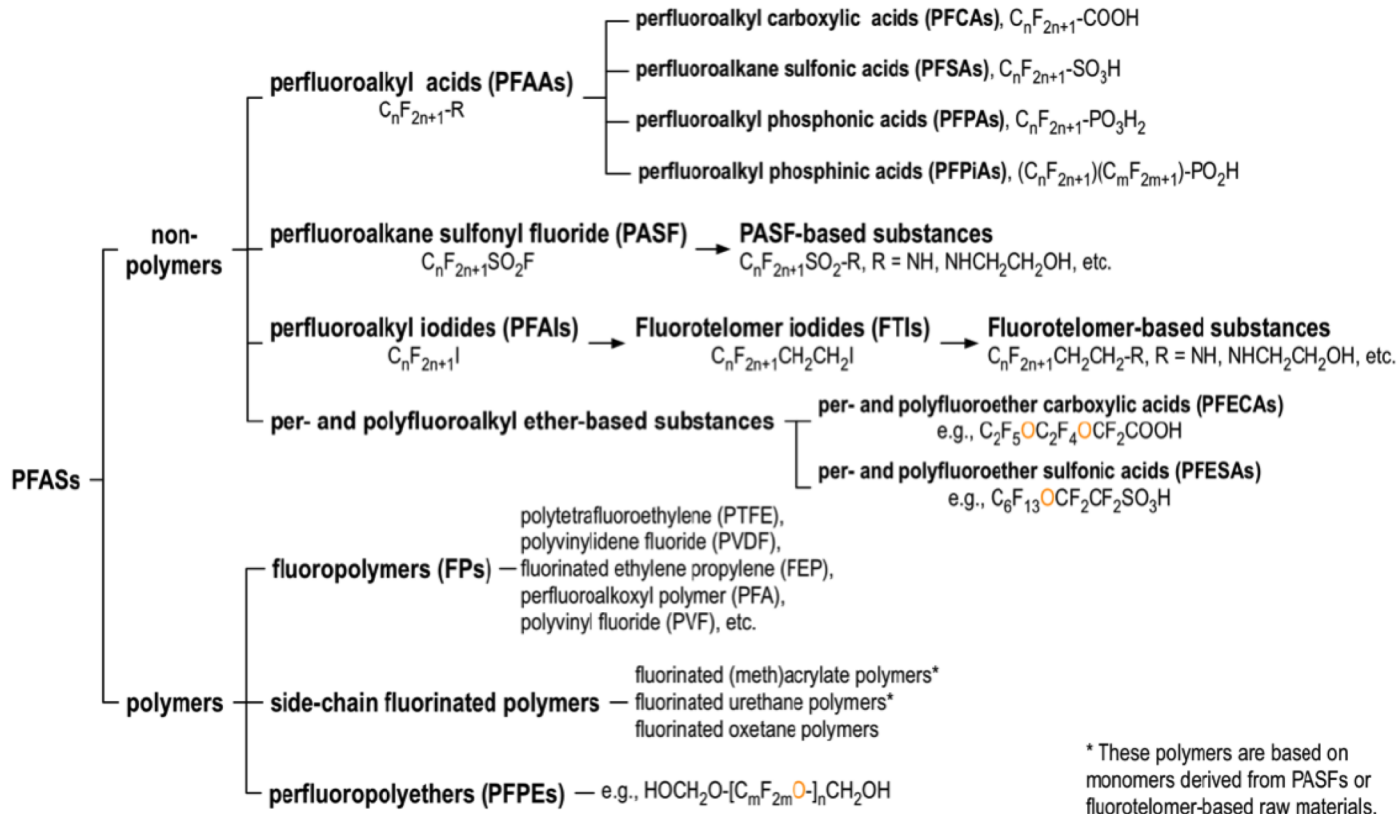 perfluoroalkyl carboxylic acids (PFCAs), CnF2n+1-COOH
perfluoroalkyl acids (PFAAs)
CnF2n+1-R
perfluoroalkane sulfonic acids (PFSAs), CnF2n+1-SO3H
perfluoroalkyl phosphonic acids (PFPAs), CnF2n+1-PO3H2
perfluoroalkyl phosphinic acids (PFPiAs), (CnF2n+1)(CmF2m+1)-PO2H
non-
polymers
perfluoroalkane sulfonyl fluoride (PASF)
CnF2n+1SO2F
PASF-based substances
CnF2n+1SO2-R, R = NH, NHCH2CH2OH, etc.
perfluoroalkyl iodides (PFAIs)
CnF2n+1I
Fluorotelomer iodides (FTIs)
CnF2n+1CH2CH2I
Fluorotelomer-based substances
CnF2n+1CH2CH2-R, R = NH, NHCH2CH2OH, etc.
per- and polyfluoroalkyl ether-based substances
per- and polyfluoroether carboxylic acids (PFECAs)
e.g., C2F5OC2F4OCF2COOH
per- and polyfluoroether sulfonic acids (PFESAs)
e.g., C6F13OCF2CF2SO3H
PFASs
fluoropolymers (FPs)
polytetrafluoroethylene (PTFE),
polyvinylidene fluoride (PVDF),
fluorinated ethylene propylene (FEP),
perfluoroalkoxyl polymer (PFA),
polyvinyl fluoride (PVF), etc.
polymers
side-chain fluorinated polymers
fluorinated (meth)acrylate polymers*
fluorinated urethane polymers*
fluorinated oxetane polymers
perfluoropolyethers (PFPEs)
e.g., HOCH2O-[CmF2mO-]nCH2OH
* These polymers are based on
monomers derived from PASFs or
fluorotelomer-based raw materials.